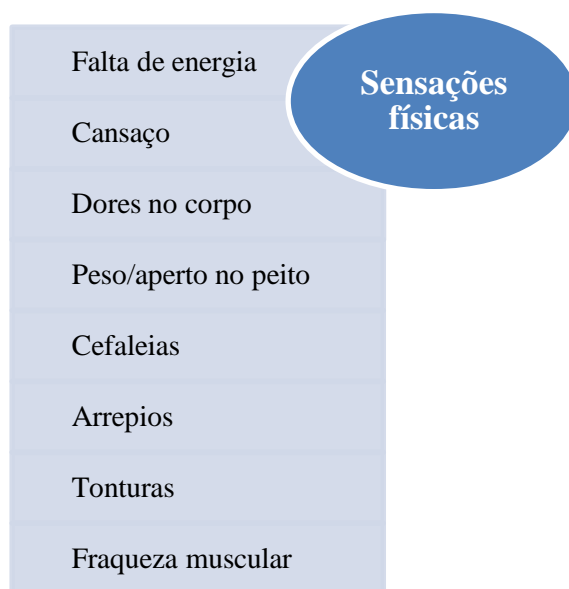 Sensações
físicas
Falta de energia
Cansaço
Dores no corpo
Peso/aperto no peito
Cefaleias
Arrepios
Tonturas
Fraqueza muscular